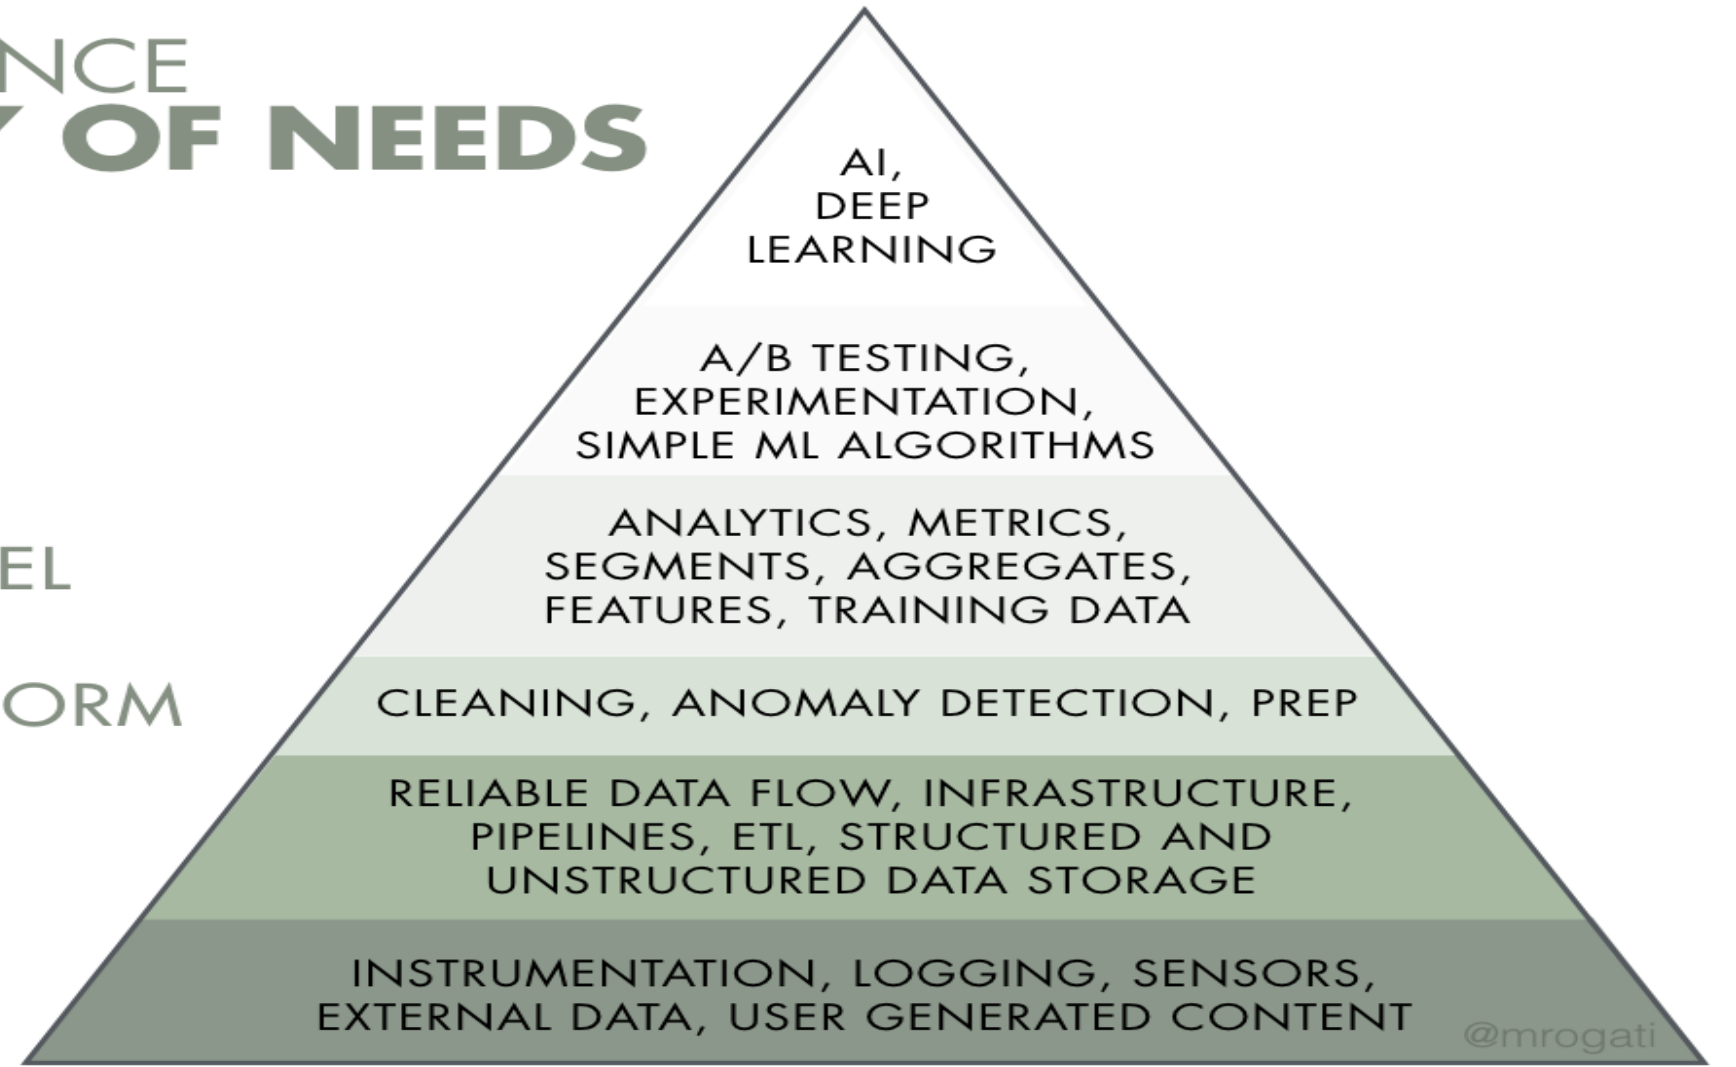 NCE
OF NEEDS
AI,
DEEP
LEARNING
A/B TESTING,
EXPERIMENTATION,
SIMPLE ML ALGORITHMS
ANALYTICS, METRICS,
SEGMENTS, AGGREGATES,
FEATURES, TRAINING DATA
EL
ORM
CLEANING, ANOMALY DETECTION, PREP
RELIABLE DATA FLOW, INFRASTRUCTURE,
PIPELINES, ETL, STRUCTURED AND
UNSTRUCTURED DATA STORAGE
INSTRUMENTATION, LOGGING, SENSORS,
EXTERNAL DATA, USER GENERATED CONTENT
@mrogati